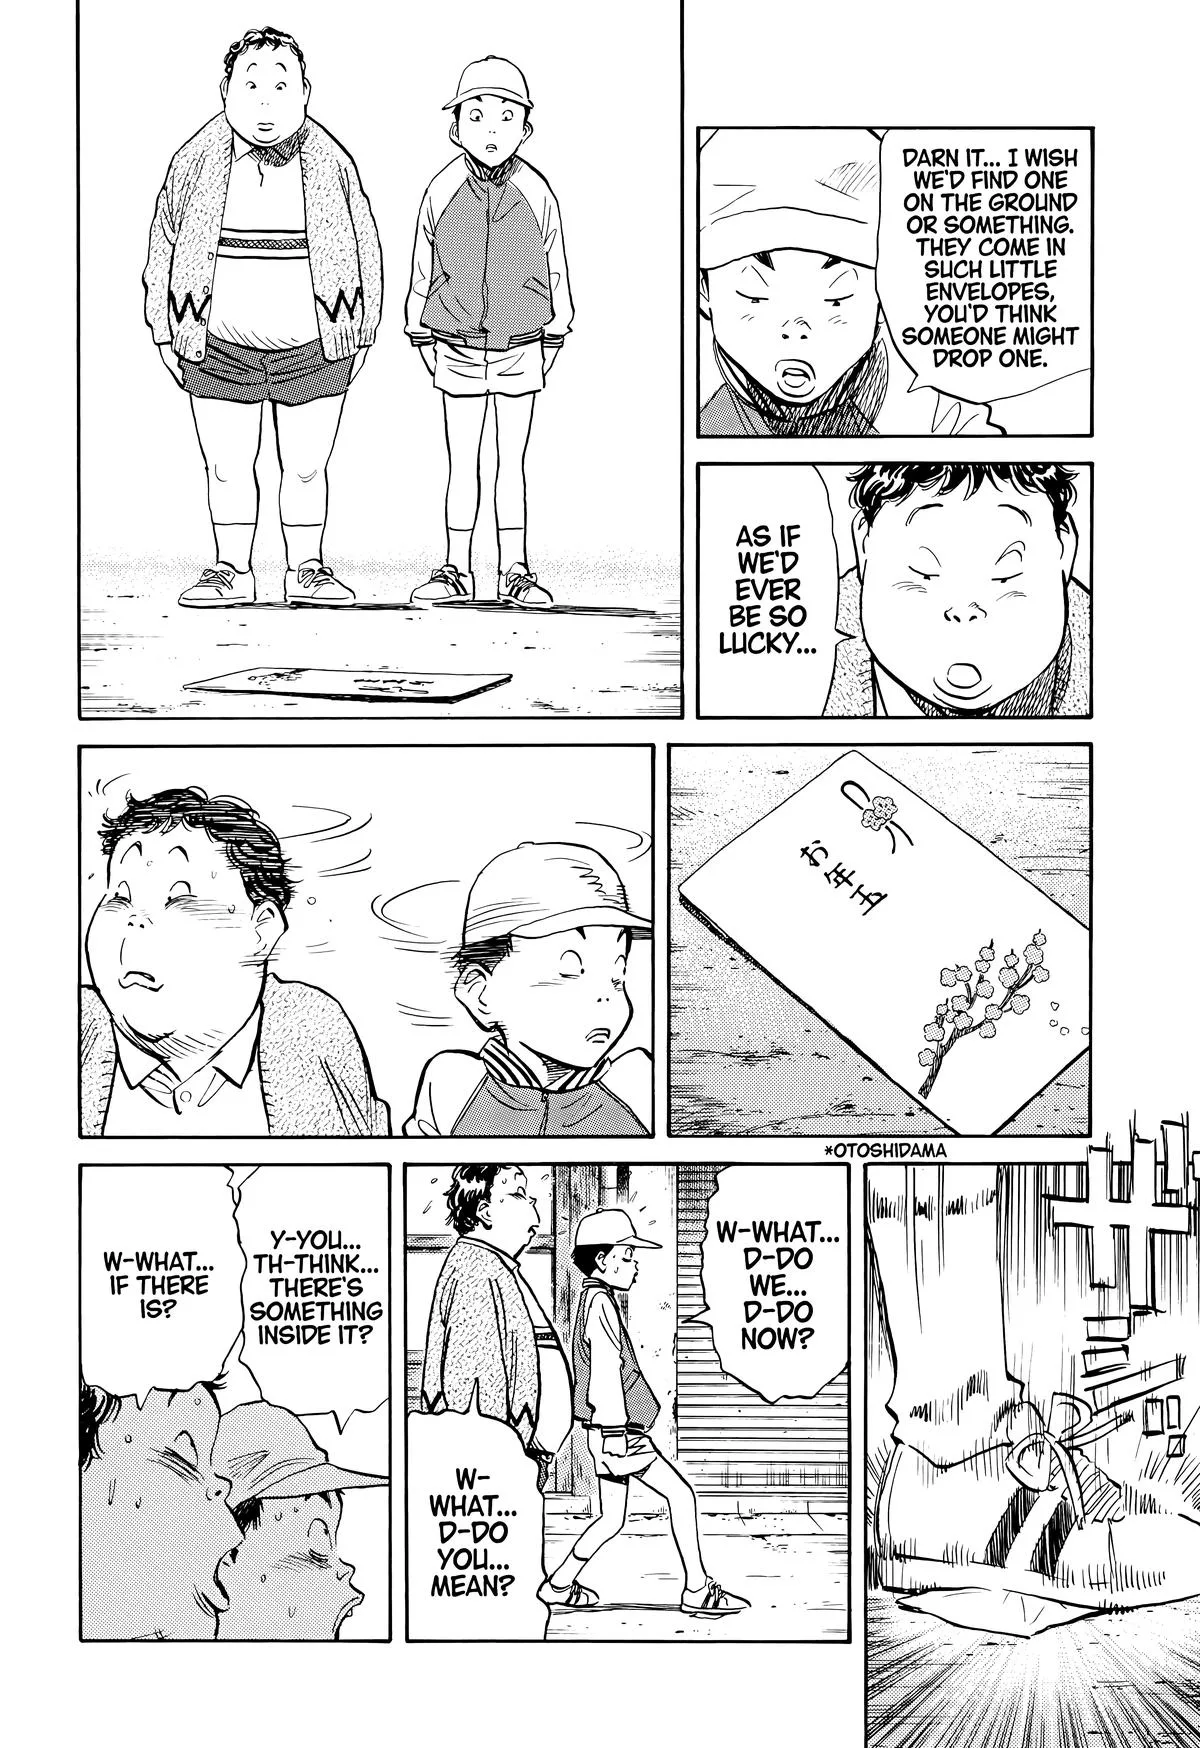 DARN IT... I WISH
WE'D FIND ONE
ON THE GROUND
OR SOMETHING.
THEY COME IN
SUCH LITTLE
ENVELOPES,
YOU'D THINK
SOMEONE MIGHT
DROP ONE.
AS IF
WE'D
EVER
BE SO
LUCKY...
お年玉
*OTOSHIDAMA
W-WHAT...
D-DO
WE...
D-DO
NOW?
W-
WHAT...
D-DO
YOU...
MEAN?
Y-YOU...
TH-THINK...
THERE'S
SOMETHING
INSIDE IT?
W-WHAT...
IF THERE
IS?